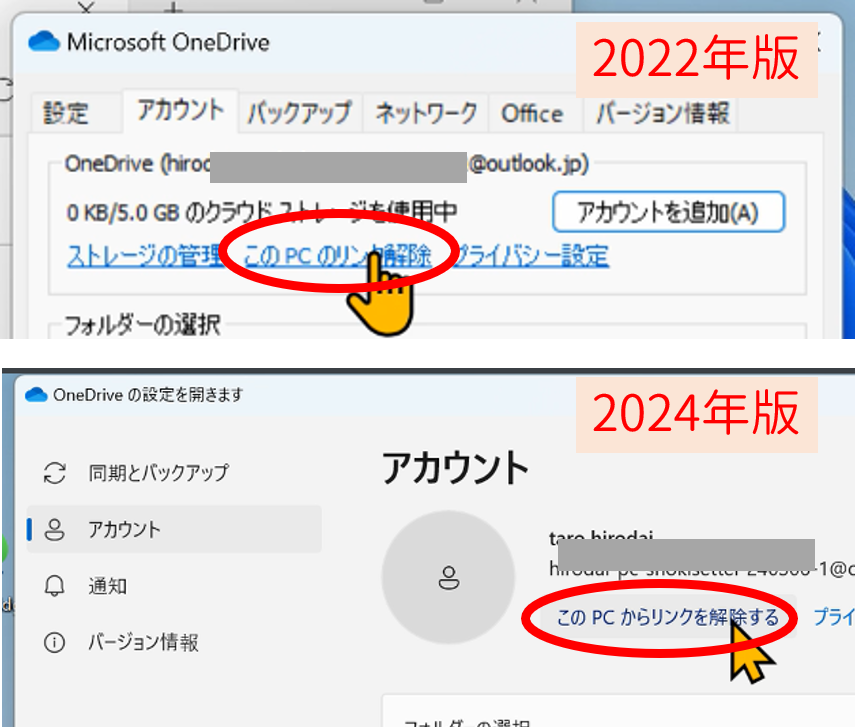 Microsoft OneDrive
2022年版
設定 アカウント バックアップ ネットワーク Office バージョン情報
OneDrive (hiroc @outlook.jp)
0 KB/5.0 GB のクラウド ストレージを使用中
アカウントを追加(A)
ストレージの管理 この PC のリンク解除 プライバシー設定
フォルダーの選択
OneDrive の設定を開きます
2024年版
同期とバックアップ
アカウント
通知
バージョン情報
アカウント
taro hirodai
-1@
この PC からリンクを解除する プライ
フォルダーの選択